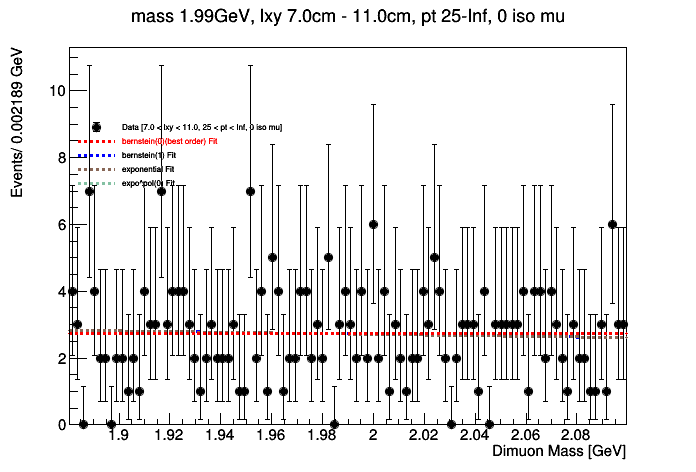 mass 1.99GeV, lxy 7.0cm - 11.0cm, pt 25-Inf, 0 iso mu
Events/ 0.002189 GeV
10
8
6
4
2
0
Data [7.0 < lxy < 11.0, 25 < pt < Inf, 0 iso mu]
bernstein(0)(best order) Fit
bernstein(1) Fit
exponential Fit
expo*pol(0) Fit
1.9 1.92 1.94 1.96 1.98 2 2.02 2.04 2.06 2.08
Dimuon Mass [GeV]